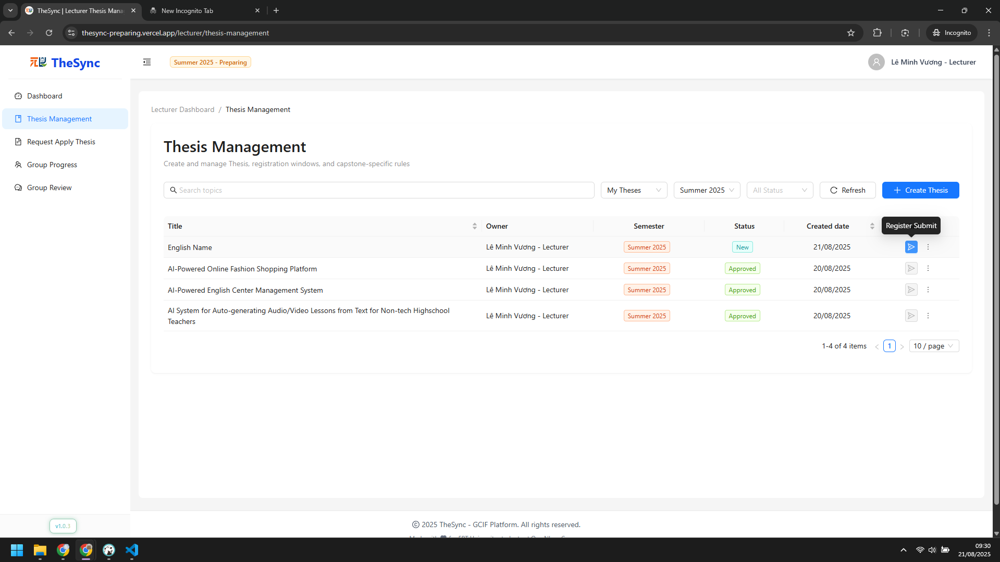 TheSync | Lecturer Thesis Mana
New Incognito Tab
thesync-preparing.vercel.app/lecturer/thesis-management
Incognito
TheSync
Summer 2025 - Preparing
Lê Minh Vương - Lecturer
Dashboard
Thesis Management
Request Apply Thesis
Group Progress
Group Review
Lecturer Dashboard / Thesis Management
Thesis Management
Create and manage Thesis, registration windows, and capstone-specific rules
Search topics
My Theses
Summer 2025
All Status
Refresh
Create Thesis
Title Owner Semester Status Created date
Register Submit
English Name Lê Minh Vương - Lecturer Summer 2025 New 21/08/2025
AI-Powered Online Fashion Shopping Platform Lê Minh Vương - Lecturer Summer 2025 Approved 20/08/2025
AI-Powered English Center Management System Lê Minh Vương - Lecturer Summer 2025 Approved 20/08/2025
AI System for Auto-generating Audio/Video Lessons from Text for Non-tech Highschool
Teachers
Lê Minh Vương - Lecturer Summer 2025 Approved 20/08/2025
1-4 of 4 items < 1 > 10 / page
v1.0.3
© 2025 TheSync - GCIF Platform. All rights reserved.
09:30
21/08/2025